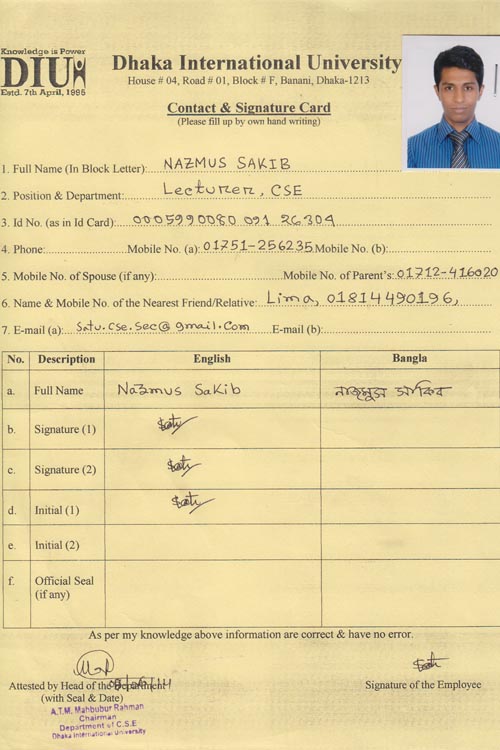 Knowledge is Power
DIU
Estd. 7th April, 1995
Dhaka International University
House # 04, Road # 01, Block # F, Banani, Dhaka-1213
Contact & Signature Card
(Please fill up by own hand writing)
1. Full Name (In Block Letter): NAZMUS SAKIB
2. Position & Department: Lecturer, CSE
3. Id No. (as in Id Card): 0005990080 091 26304
4. Phone: Mobile No. (a): 01751-256235 Mobile No. (b):
5. Mobile No. of Spouse (if any): Mobile No. of Parent's: 01712-416020
6. Name & Mobile No. of the Nearest Friend/Relative: Lima, 01814490196,
7. E-mail (a): Satu.cse.sec@gmail.com E-mail (b):
No. Description English Bangla
a. Full Name Nazmus Sakib নাজমুস সাকিব
b. Signature (1)
c. Signature (2)
d. Initial (1)
e. Initial (2)
f. Official Seal
(if any)
As per my knowledge above information are correct & have no error.
Attested by Head of the Department
(with Seal & Date)
Signature of the Employee
A.T.M. Mahbubur Rahman
Chairman
Department of C.S.E
Dhaka International University